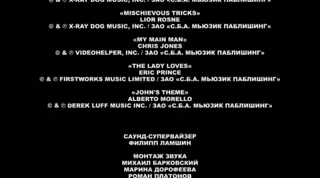 © & ℗ X-RAY DOG MUSIC, INC. / ЗАО «С.Б.А. МЬЮЗИК ПАБЛИШИНГ»
«MISCHIEVOUS TRICKS»
LIOR ROSNE
© & ℗ X-RAY DOG MUSIC, INC. / ЗАО «С.Б.А. МЬЮЗИК ПАБЛИШИНГ»
«MY MAIN MAN»
CHRIS JONES
© & ℗ VIDEOHELPER, INC. / ЗАО «С.Б.А. МЬЮЗИК ПАБЛИШИНГ»
«THE LADY LOVES»
ERIC PRINCE
© & ℗ FIRSTWORKS MUSIC LIMITED / ЗАО «С.Б.А. МЬЮЗИК ПАБЛИШИНГ»
«JOHN'S THEME»
ALBERTO MORELLO
© & ℗ DEREK LUFF MUSIC INC. / ЗАО «С.Б.А. МЬЮЗИК ПАБЛИШИНГ»
САУНД-СУПЕРВАЙЗЕР
ФИЛИПП ЛАМШИН
МОНТАЖ ЗВУКА
МИХАИЛ БАРКОВСКИЙ
МАРИНА ДОРОФЕЕВА
РОМАН ПЛАТОНОВ